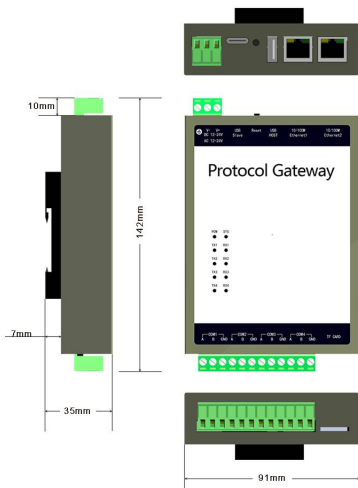 10mm
142mm
7mm
35mm
V- V+ USB Reset USB 10/100M 10/100M
DC 12-24V Slave HOST Ethernet1 Ethernet2
AC 12-24V
Protocol Gateway
PWR SYS
TX1 RX1
TX2 RX2
TX3 RX3
TX4 RX4
COM1 COM2 COM3 COM4
A B GND A B GND A B GND A B GND TF CARD
91mm